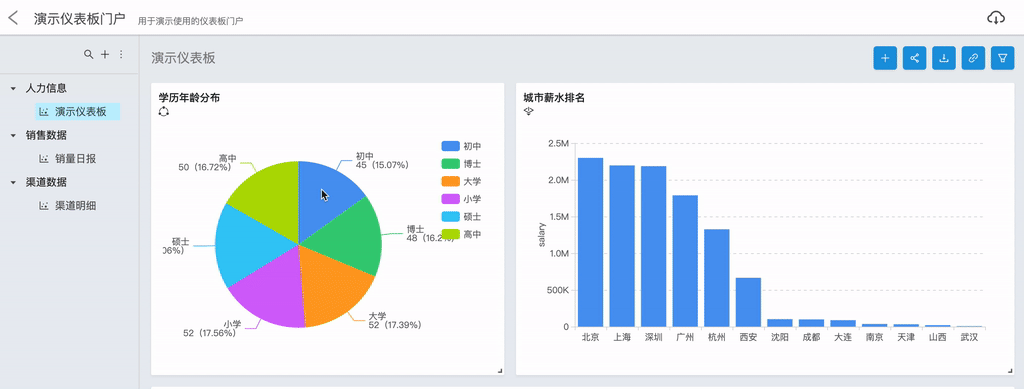 演示仪表板门户 用于演示使用的仪表板门户
人力信息
演示仪表板
销售数据
销量日报
渠道数据
渠道明细
演示仪表板
学历年龄分布
高中
50 (16.72%)
初中
45 (15.07%)
博士
48 (16.2
大学
52 (17.39%)
小学
52 (17.56%)
硕士
06%)
初中
博士
大学
小学
硕士
高中
城市薪水排名
salary
2.5M
2.0M
1.5M
1.0M
500K
0
北京 上海 深圳 广州 杭州 西安 沈阳 成都 大连 南京 天津 山西 武汉